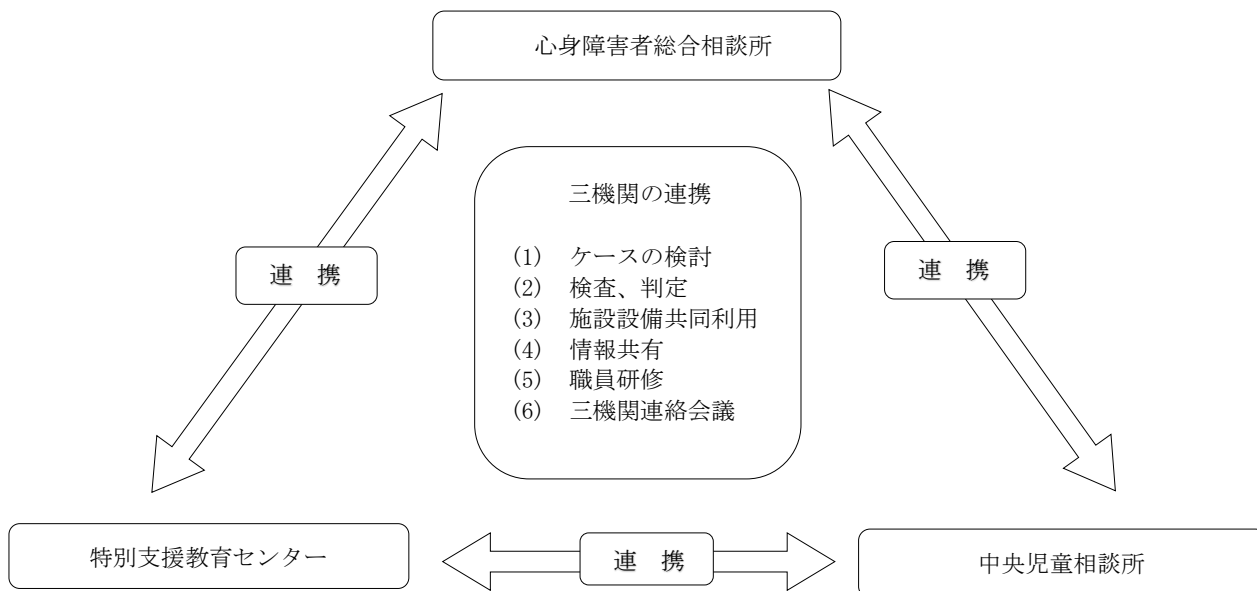 心身障害者総合相談所
三機関の連携
(1) ケースの検討
(2) 検査、判定
(3) 施設設備共同利用
(4) 情報共有
(5) 職員研修
(6) 三機関連絡会議
連 携
連 携
特別支援教育センター
連 携
中央児童相談所